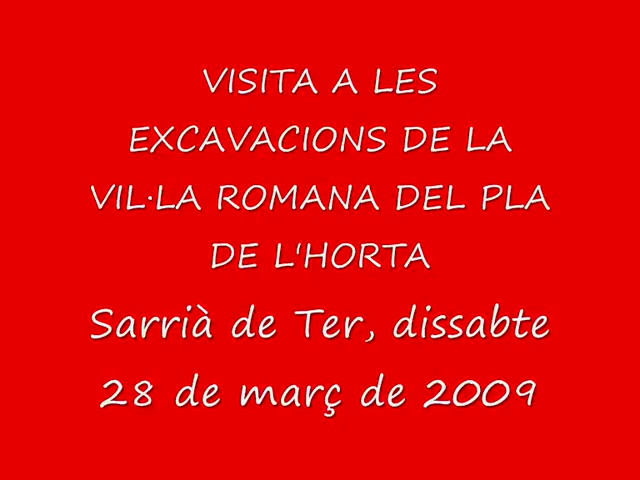 VISITA A LES
EXCAVACIONS DE LA
VIL·LA ROMANA DEL PLA
DE L'HORTA
Sarrià de Ter, dissabte
28 de març de 2009